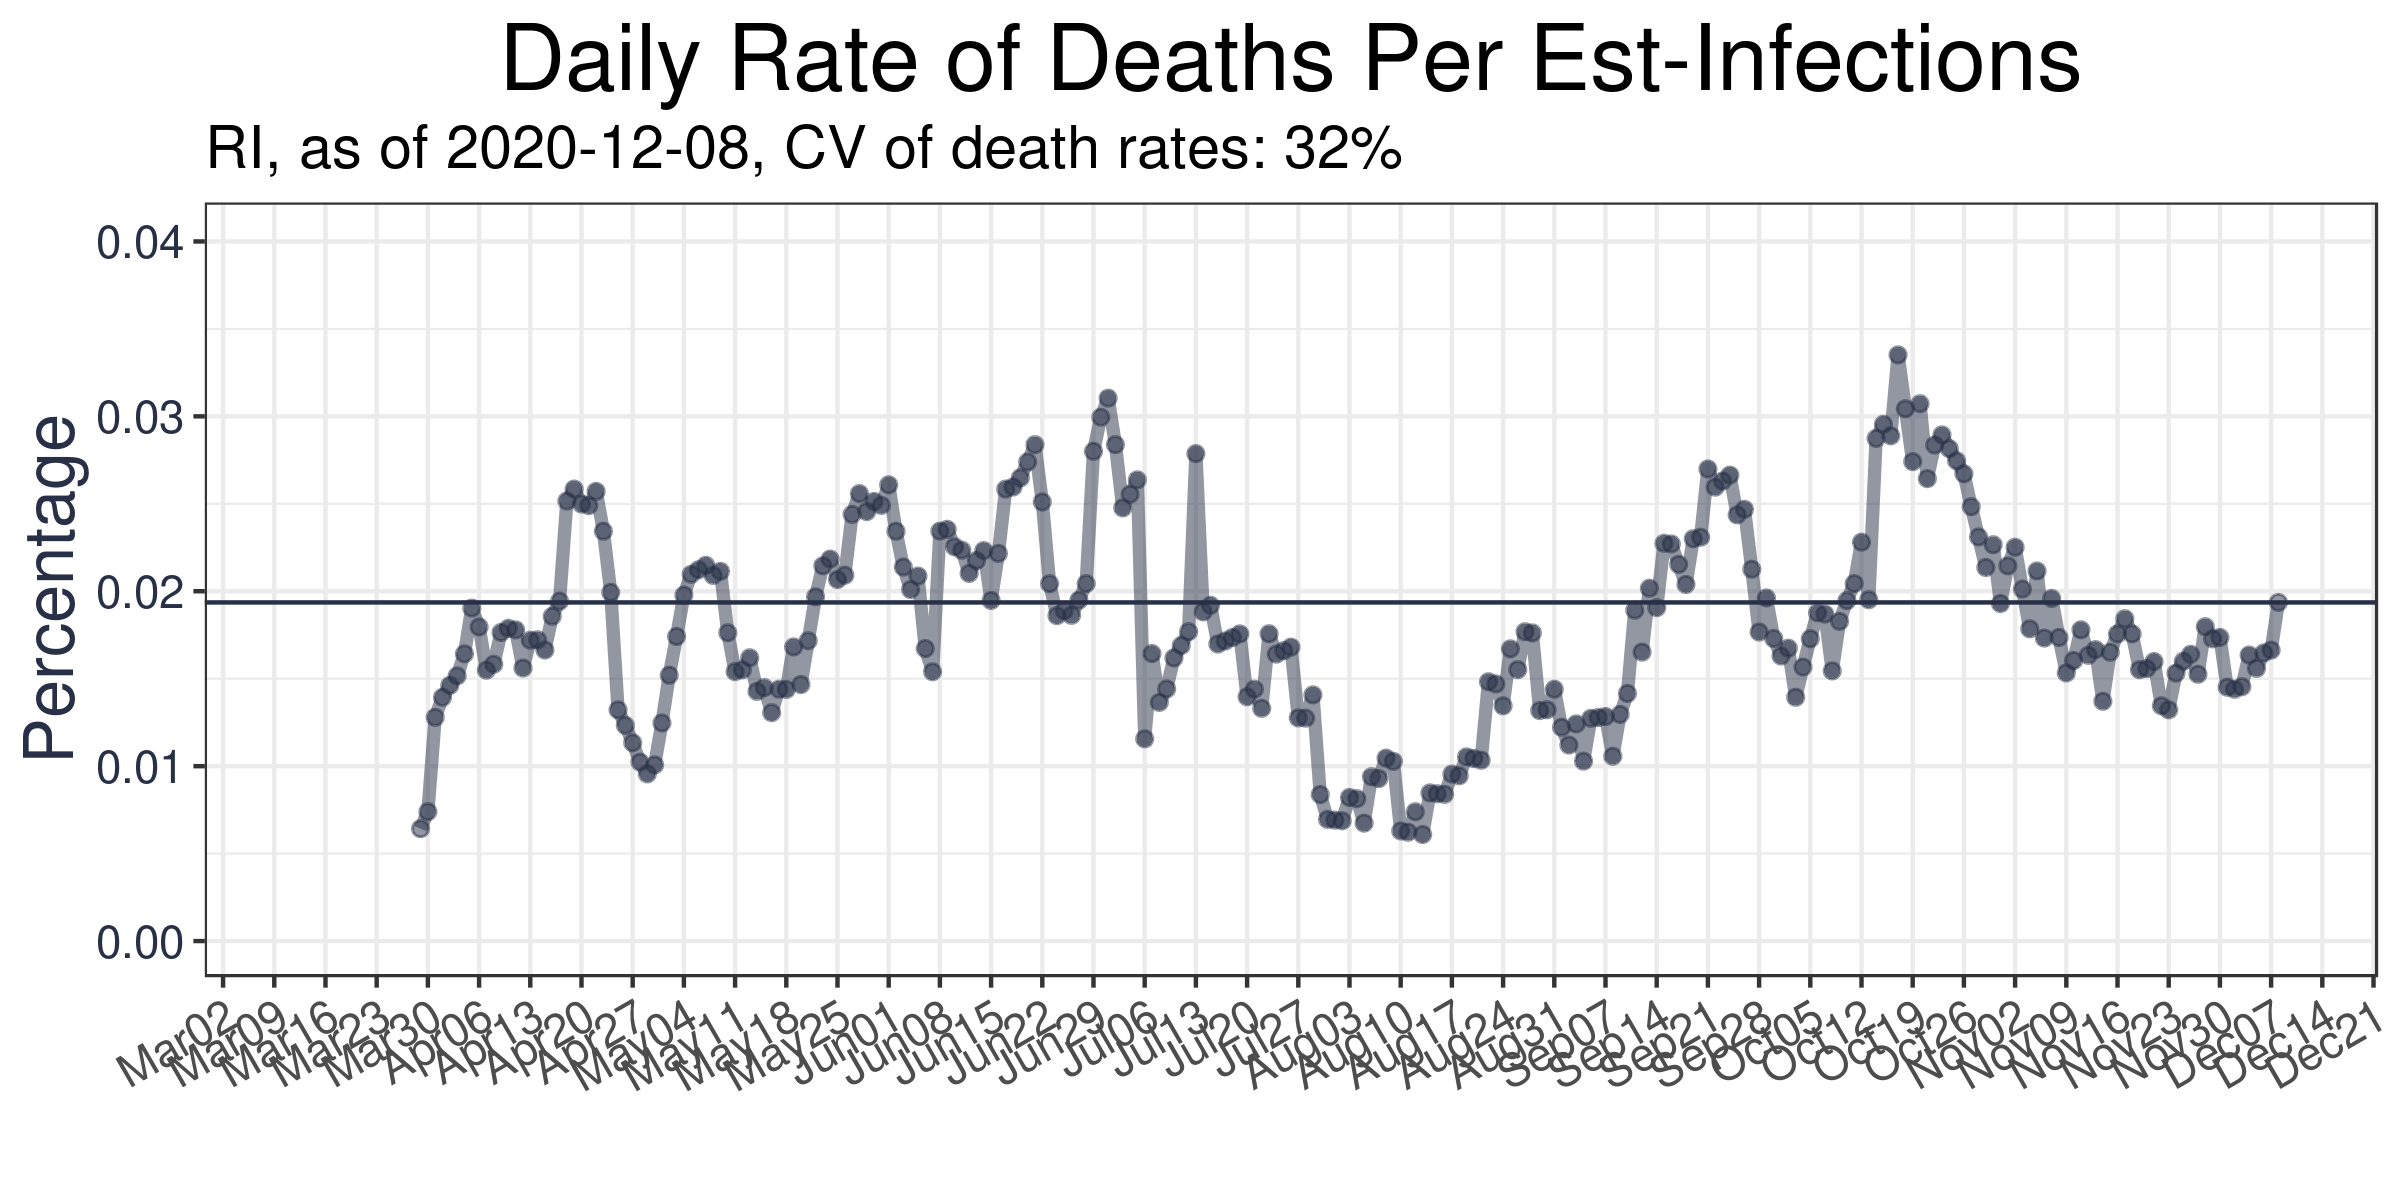 Daily Rate of Deaths Per Est-Infections
RI, as of 2020-12-08, CV of death rates: 32%
Percentage
0.04
0.03
0.02
0.01
0.00
Mar02
Mar09
Mar16
Mar23
Mar30
Apr06
Apr13
Apr20
Apr27
May04
May11
May18
May25
Jun01
Jun08
Jun15
Jun22
Jun29
Jul06
Jul13
Jul20
Jul27
Aug03
Aug10
Aug17
Aug24
Aug31
Sep07
Sep14
Sep21
Sep28
Oct05
Oct12
Oct19
Oct26
Nov02
Nov09
Nov16
Nov23
Nov30
Dec07
Dec14
Dec21